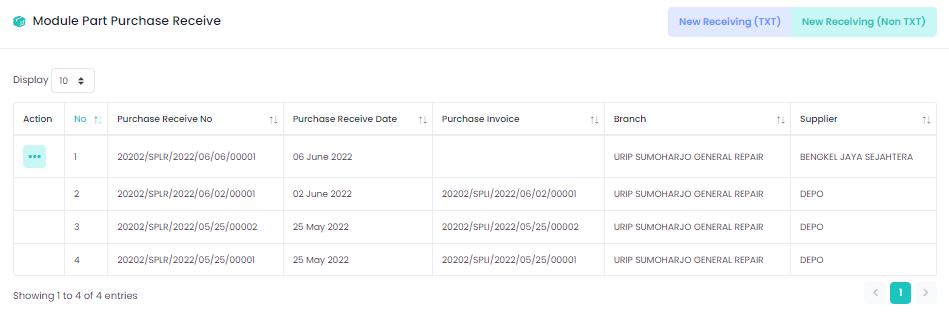 Module Part Purchase Receive
New Receiving (TXT) New Receiving (Non TXT)
Display 10
Action No Purchase Receive No Purchase Receive Date Purchase Invoice Branch Supplier
1 20202/SPLR/2022/06/06/00001 06 June 2022 URIP SUMOHARJO GENERAL REPAIR BENGKEL JAYA SEJAHTERA
2 20202/SPLR/2022/06/02/00001 02 June 2022 20202/SPLI/2022/06/02/00001 URIP SUMOHARJO GENERAL REPAIR DEPO
3 20202/SPLR/2022/05/25/00002 25 May 2022 20202/SPLI/2022/05/25/00002 URIP SUMOHARJO GENERAL REPAIR DEPO
4 20202/SPLR/2022/05/25/00001 25 May 2022 20202/SPLI/2022/05/25/00001 URIP SUMOHARJO GENERAL REPAIR DEPO
Showing 1 to 4 of 4 entries
1